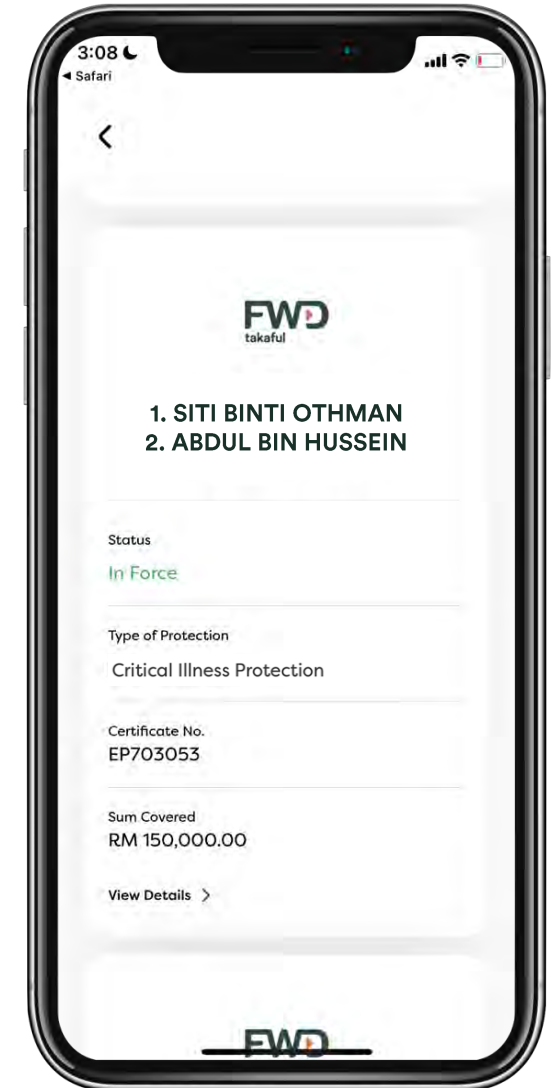 3:08
◀ Safari
FWD
takaful
1. SITI BINTI OTHMAN
2. ABDUL BIN HUSSEIN
Status
In Force
Type of Protection
Critical Illness Protection
Certificate No.
EP703053
Sum Covered
RM 150,000.00
View Details >
FWD